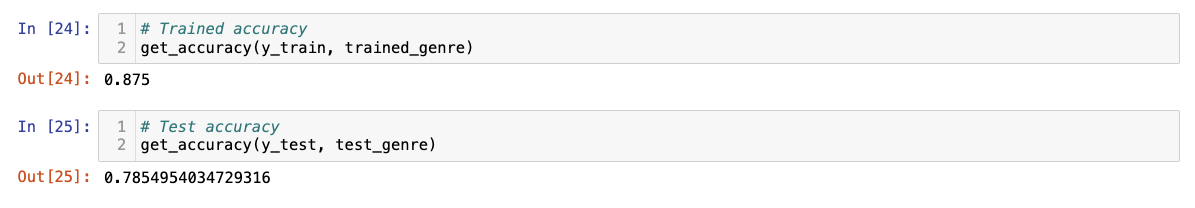 In [24]: 1 # Trained accuracy
2 get_accuracy(y_train, trained_genre)
Out[24]: 0.875
In [25]: 1 # Test accuracy
2 get_accuracy(y_test, test_genre)
Out[25]: 0.7854954034729316